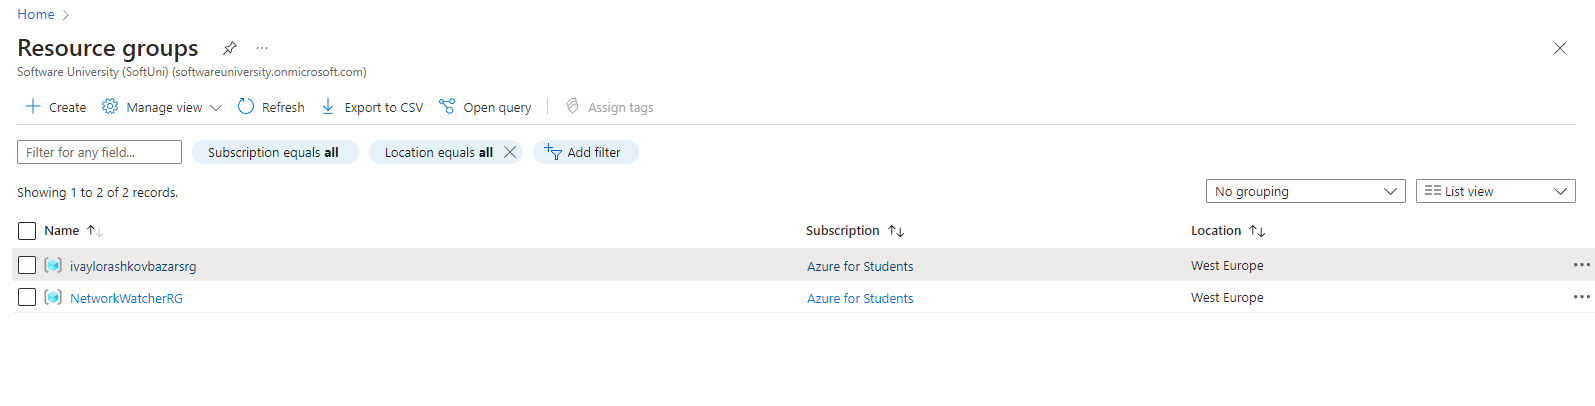 Home
Resource groups
Software University (SoftUni) (softwareuniversity.onmicrosoft.com)
Create Manage view Refresh Export to CSV Open query Assign tags
Filter for any field... Subscription equals all Location equals all Add filter
Showing 1 to 2 of 2 records. No grouping List view
Name Subscription Location
ivaylorashkovbazarsrg Azure for Students West Europe
NetworkWatcherRG Azure for Students West Europe